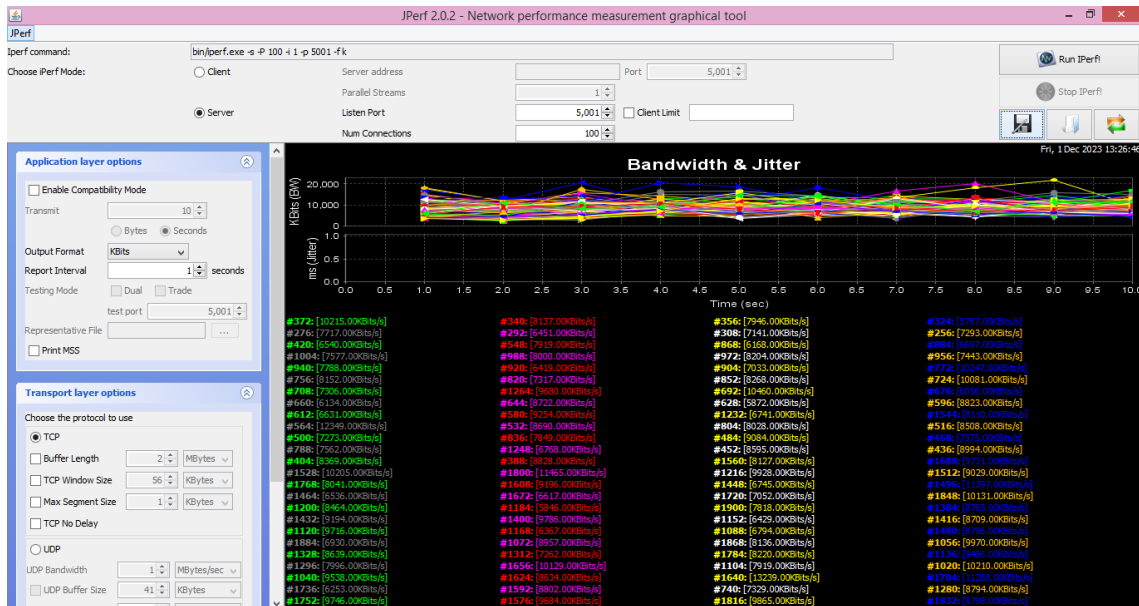 JPerf 2.0.2 - Network performance measurement graphical tool
JPerf
Iperf command: bin/iperf.exe -s -P 100 -i 1 -p 5001 -f k
Run IPerf!
Choose iPerf Mode: Client Server address Port 5,001
Parallel Streams 1
Stop IPerf!
Server Listen Port 5,001 Client Limit
Num Connections 100
Fri, 1 Dec 2023 13:26:46
Application layer options
Enable Compatibility Mode
Transmit 10
Bytes Seconds
Output Format KBits
Report Interval 1 seconds
Testing Mode Dual Trade
test port 5,001
Representative File ...
Print MSS
Transport layer options
Choose the protocol to use
TCP
Buffer Length 2 MBytes
TCP Window Size 56 KBytes
Max Segment Size 1 KBytes
TCP No Delay
UDP
UDP Bandwidth 1 MBytes/sec
UDP Buffer Size 41 KBytes
Bandwidth & Jitter
KBits (BW)
20,000
10,000
0
ms (Jitter)
1.0
0.5
0.0
0.0 0.5 1.0 1.5 2.0 2.5 3.0 3.5 4.0 4.5 5.0 5.5 6.0 6.5 7.0 7.5 8.0 8.5 9.0 9.5 10.0
Time (sec)
#372: [10215.00KBits/s] #340: [8137.00KBits/s] #356: [7946.00KBits/s]
#276: [7717.00KBits/s] #292: [6451.00KBits/s] #308: [7141.00KBits/s] #256: [7293.00KBits/s]
#420: [6540.00KBits/s] #548: [7919.00KBits/s] #868: [6168.00KBits/s]
#1004: [7577.00KBits/s] #988: [8000.00KBits/s] #972: [8204.00KBits/s] #956: [7443.00KBits/s]
#940: [7788.00KBits/s] #920: [6419.00KBits/s] #904: [7033.00KBits/s]
#756: [8152.00KBits/s] #820: [7317.00KBits/s] #852: [8268.00KBits/s] #724: [10081.00KBits/s]
#708: [7306.00KBits/s] #1264: [9680.00KBits/s] #692: [10460.00KBits/s]
#660: [6134.00KBits/s] #644: [8722.00KBits/s] #628: [5872.00KBits/s] #596: [8823.00KBits/s]
#612: [6631.00KBits/s] #580: [9254.00KBits/s] #1232: [6741.00KBits/s]
#564: [12349.00KBits/s] #532: [8690.00KBits/s] #804: [8028.00KBits/s] #516: [8508.00KBits/s]
#500: [7273.00KBits/s] #836: [7849.00KBits/s] #484: [9084.00KBits/s]
#788: [7562.00KBits/s] #1248: [6768.00KBits/s] #452: [8595.00KBits/s] #436: [8994.00KBits/s]
#404: [8369.00KBits/s] #388: [8828.00KBits/s] #1560: [8127.00KBits/s]
#1528: [10205.00KBits/s] #1800: [11465.00KBits/s] #1216: [9928.00KBits/s] #1512: [9029.00KBits/s]
#1768: [8041.00KBits/s] #1608: [9196.00KBits/s] #1448: [6745.00KBits/s]
#1464: [6536.00KBits/s] #1672: [6617.00KBits/s] #1720: [7052.00KBits/s] #1848: [10131.00KBits/s]
#1200: [8464.00KBits/s] #1184: [5846.00KBits/s] #1900: [7818.00KBits/s]
#1432: [9194.00KBits/s] #1400: [9786.00KBits/s] #1152: [6429.00KBits/s] #1416: [8709.00KBits/s]
#1120: [9716.00KBits/s] #1168: [6367.00KBits/s] #1088: [6794.00KBits/s]
#1884: [6930.00KBits/s] #1072: [8957.00KBits/s] #1868: [8136.00KBits/s] #1056: [9970.00KBits/s]
#1328: [8639.00KBits/s] #1312: [7262.00KBits/s] #1784: [8220.00KBits/s]
#1296: [7996.00KBits/s] #1656: [10129.00KBits/s] #1104: [7919.00KBits/s] #1020: [10210.00KBits/s]
#1040: [9538.00KBits/s] #1624: [8634.00KBits/s] #1640: [13239.00KBits/s]
#1736: [6253.00KBits/s] #1592: [8802.00KBits/s] #740: [7329.00KBits/s] #1280: [8794.00KBits/s]
#1752: [9746.00KBits/s] #1576: [9684.00KBits/s] #1816: [9865.00KBits/s]